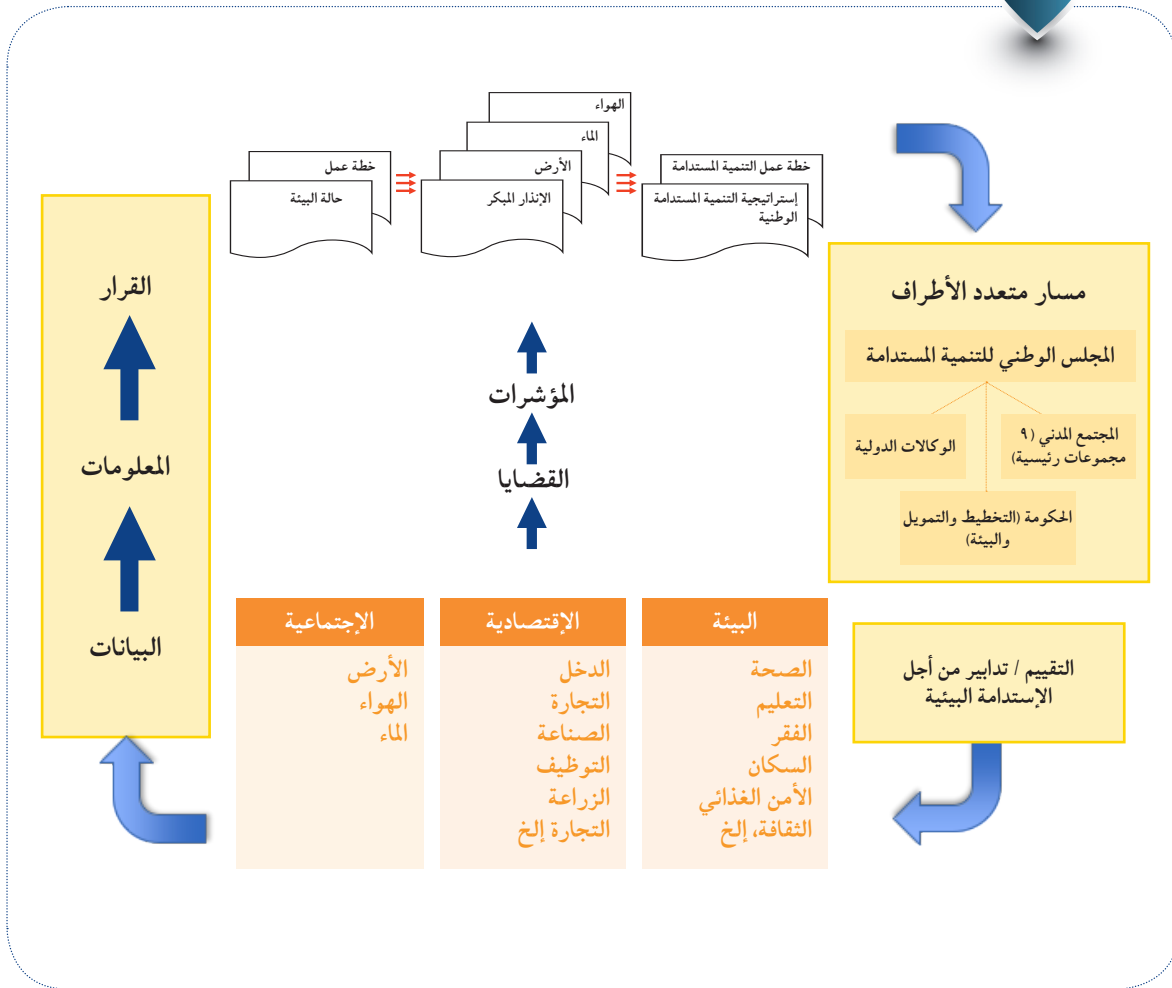 الهواء
الماء
الأرض
الإنذار المبكر
خطة عمل التنمية المستدامة
إستراتيجية التنمية المستدامة
الوطنية
خطة عمل
حالة البيئة
مسار متعدد الأطراف
المجلس الوطني للتنمية المستدامة
المجتمع المدني (٩
مجموعات رئيسية)
الوكالات الدولية
الحكومة (التخطيط والتمويل
والبيئة)
التقييم / تدابير من أجل
الإستدامة البيئية
المؤشرات
القضايا
البيئة
الصحة
التعليم
الفقر
السكان
الأمن الغذائي
الثقافة، إلخ
الإقتصادية
الدخل
التجارة
الصناعة
التوظيف
الزراعة
التجارة إلخ
الإجتماعية
الأرض
الهواء
الماء
القرار
المعلومات
البيانات